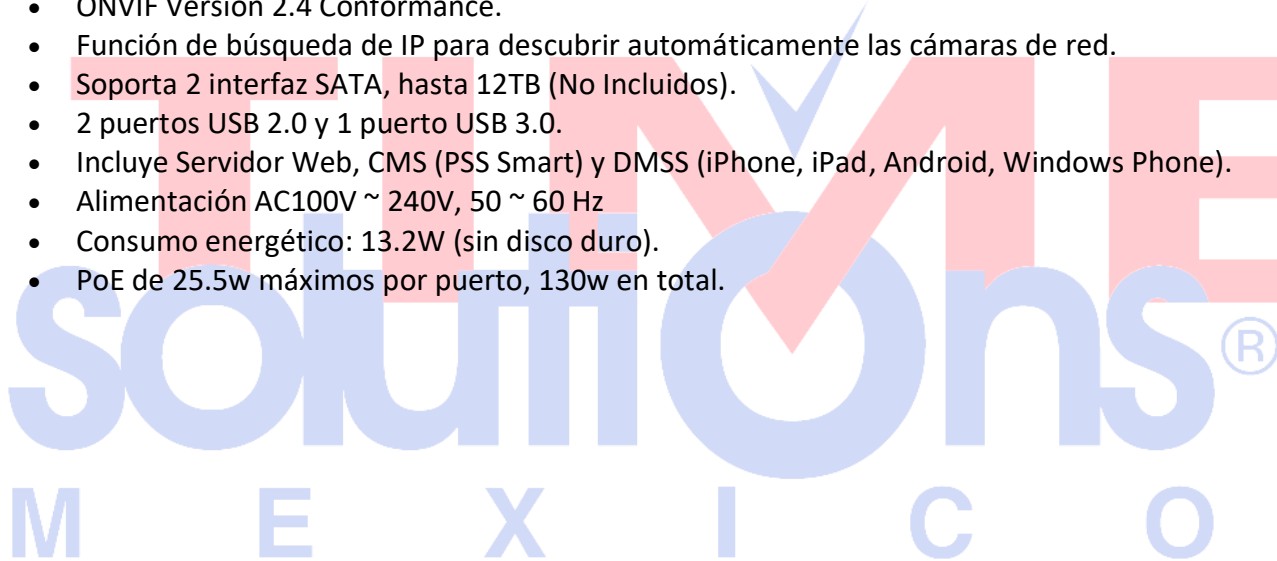 • ONVIF Versión 2.4 Conformance.
• Función de búsqueda de IP para descubrir automáticamente las cámaras de red.
• Soporta 2 interfaz SATA, hasta 12TB (No Incluidos).
• 2 puertos USB 2.0 y 1 puerto USB 3.0.
• Incluye Servidor Web, CMS (PSS Smart) y DMSS (iPhone, iPad, Android, Windows Phone).
• Alimentación AC100V ~ 240V, 50 ~ 60 Hz
• Consumo energético: 13.2W (sin disco duro).
• PoE de 25.5w máximos por puerto, 130w en total.
TIME
solutions®
MEXICO